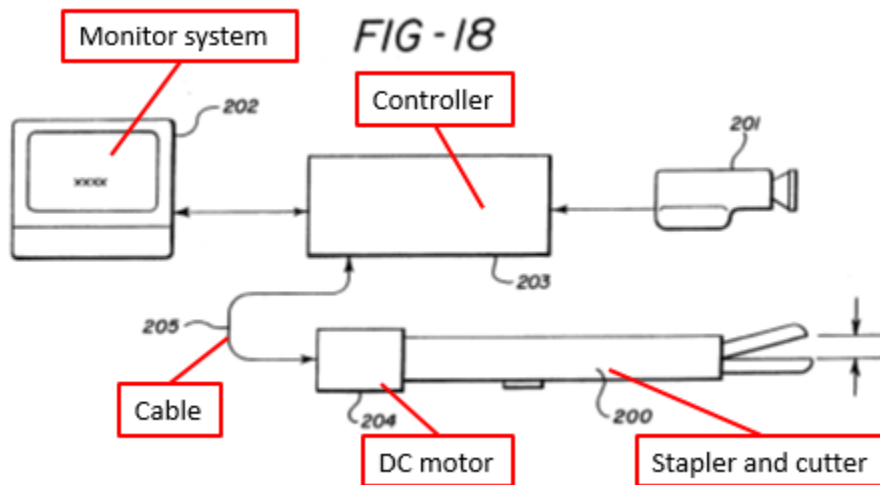 Monitor system
FIG-18
Controller
202
201
xxxx
203
205
Cable
204
200
DC motor
Stapler and cutter